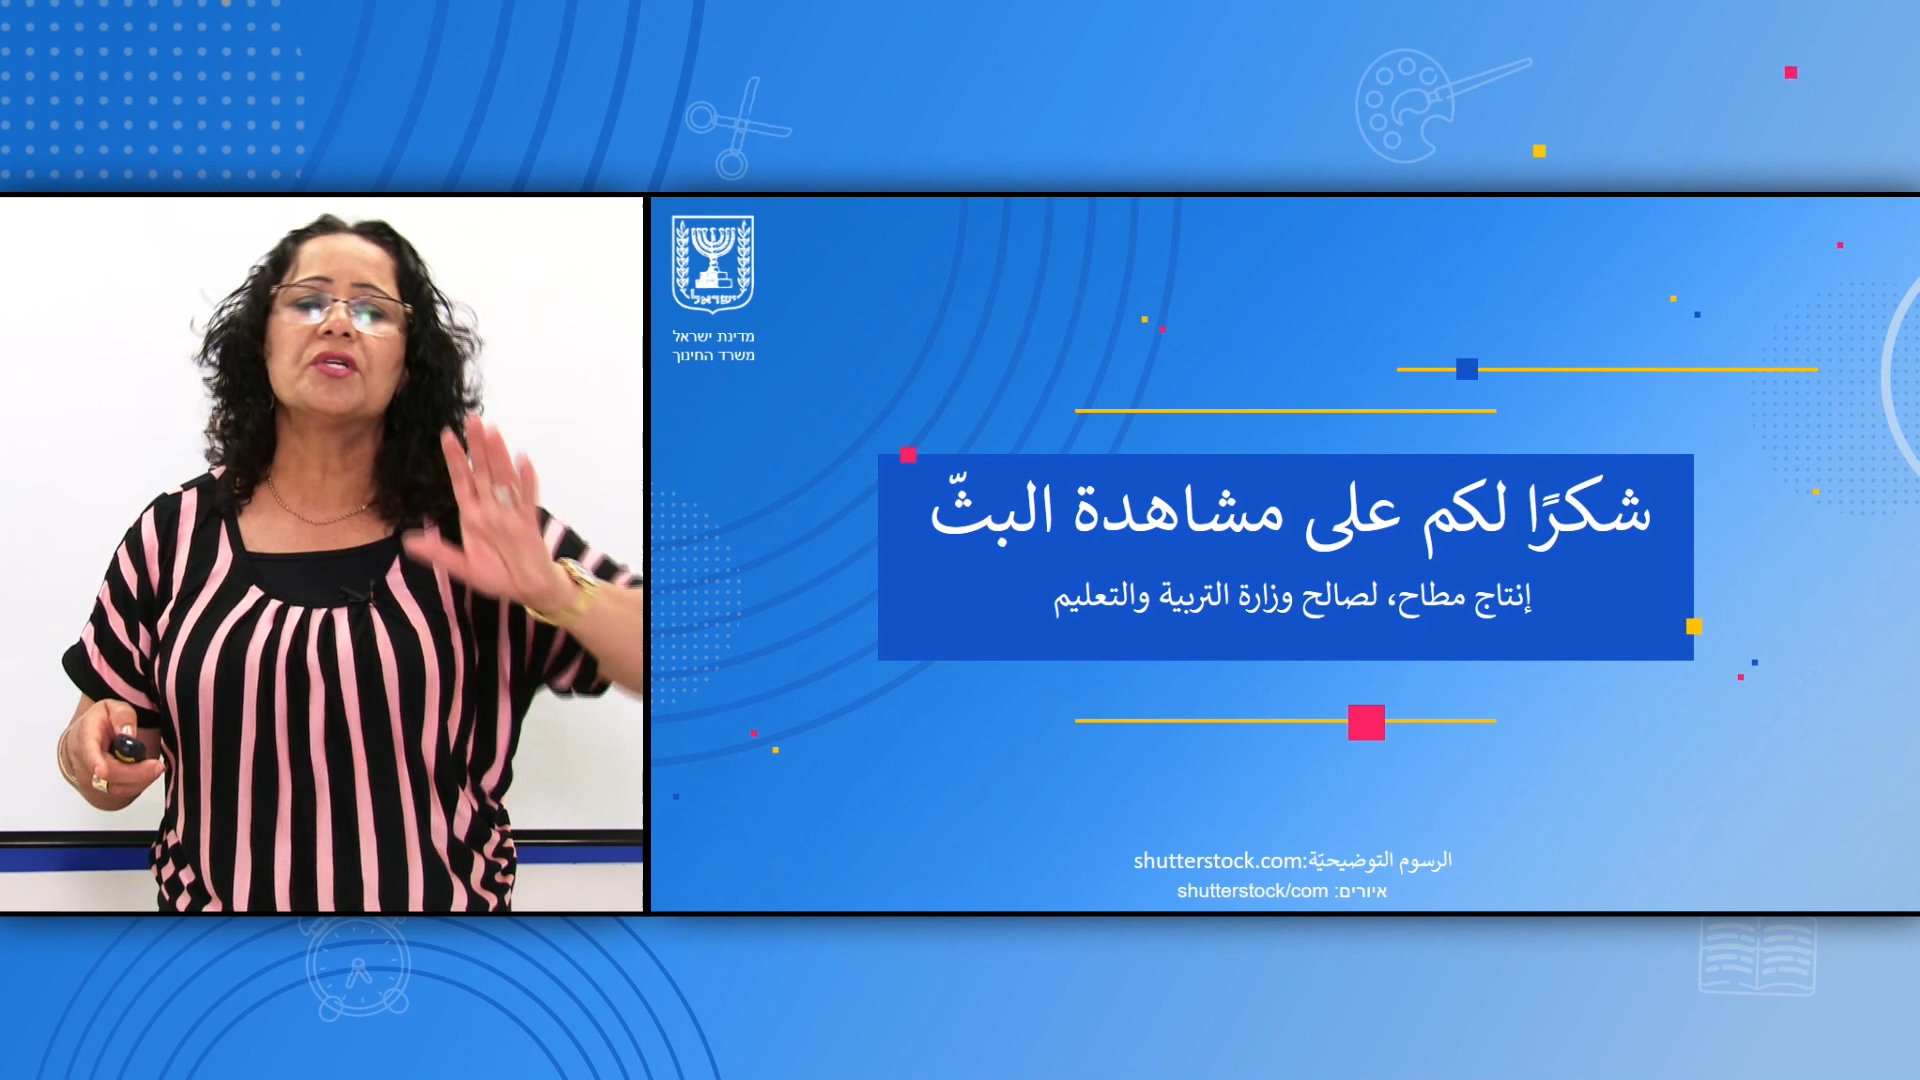 ישראל
מדינת ישראל
משרד החינוך
شكرًا لكم على مشاهدة البثّ
إنتاج مطاح، لصالح وزارة التربية والتعليم
الرسوم التوضيحيّة:shutterstock.com
איורים: shutterstock/com